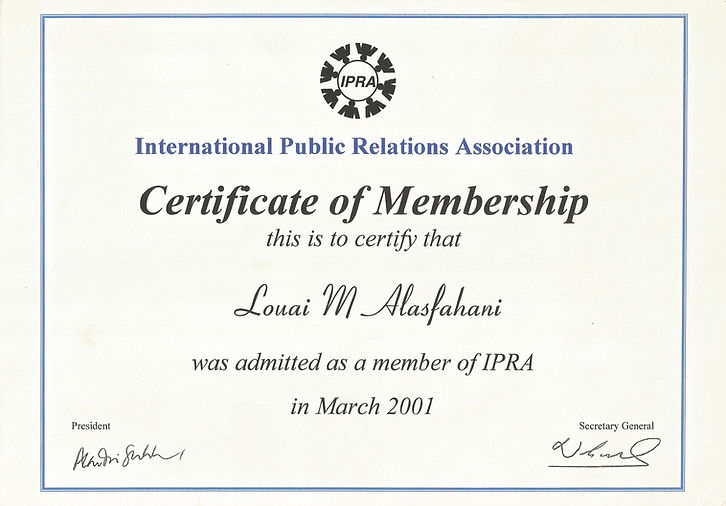 IPRA
International Public Relations Association
Certificate of Membership
this is to certify that
Louai M Alasfahani
was admitted as a member of IPRA
in March 2001
President
Secretary General